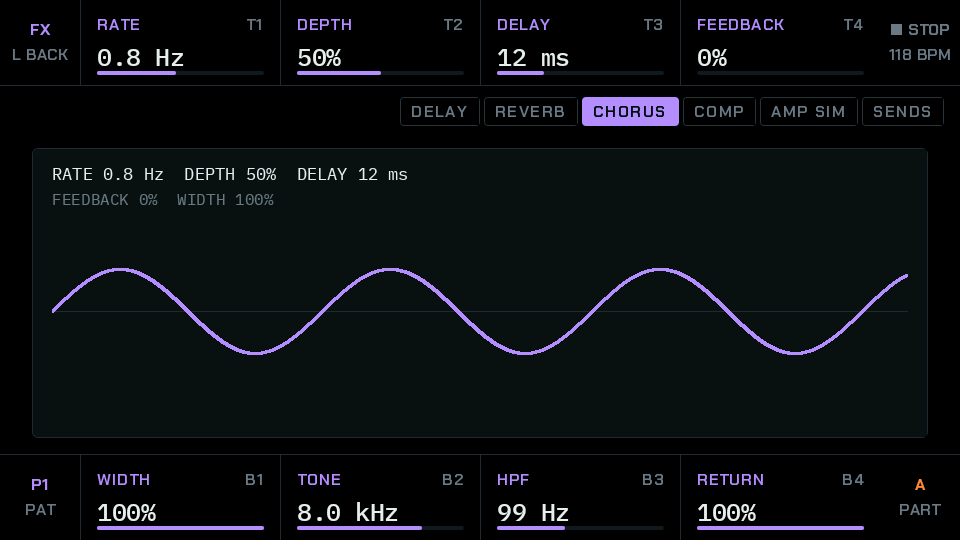 FX
L BACK
RATE T1
0.8 Hz
DEPTH T2
50%
DELAY T3
12 ms
FEEDBACK T4
0%
STOP
118 BPM
DELAY REVERB CHORUS COMP AMP SIM SENDS
RATE 0.8 Hz DEPTH 50% DELAY 12 ms
FEEDBACK 0% WIDTH 100%
P1
PAT
WIDTH B1
100%
TONE B2
8.0 kHz
HPF B3
99 Hz
RETURN B4
100%
A
PART